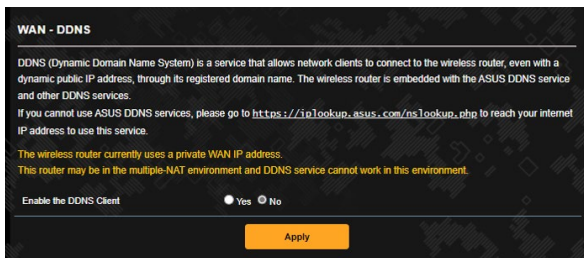 WAN - DDNS
DDNS (Dynamic Domain Name System) is a service that allows network clients to connect to the wireless router, even with a
dynamic public IP address, through its registered domain name. The wireless router is embedded with the ASUS DDNS service
and other DDNS services.
If you cannot use ASUS DDNS services, please go to https://iplookup.asus.com/nslookup.php to reach your internet
IP address to use this service.
The wireless router currently uses a private WAN IP address.
This router may be in the multiple-NAT environment and DDNS service cannot work in this environment.
Enable the DDNS Client Yes No
Apply